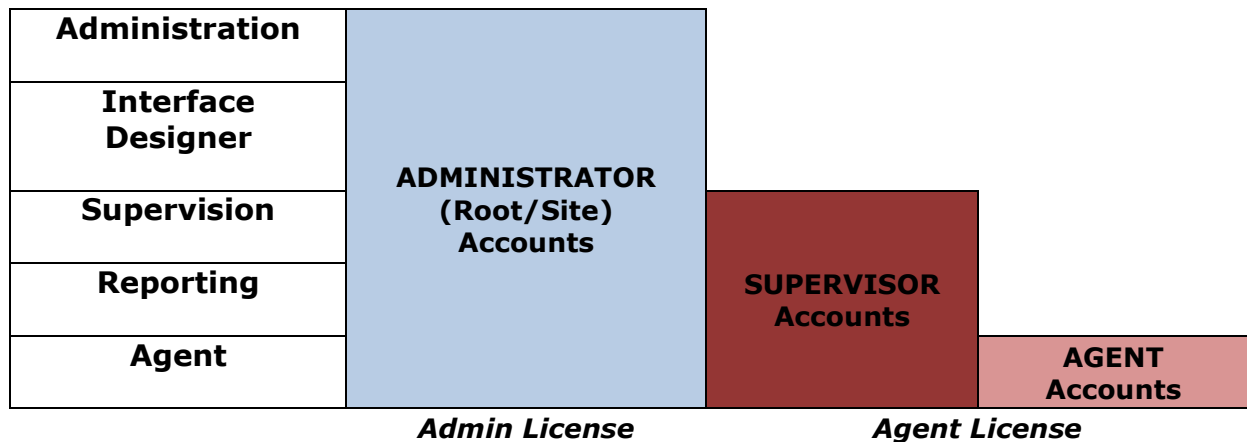 Administration
Interface
Designer
Supervision
Reporting
Agent
ADMINISTRATOR
(Root/Site)
Accounts
SUPERVISOR
Accounts
AGENT
Accounts
Admin License
Agent License